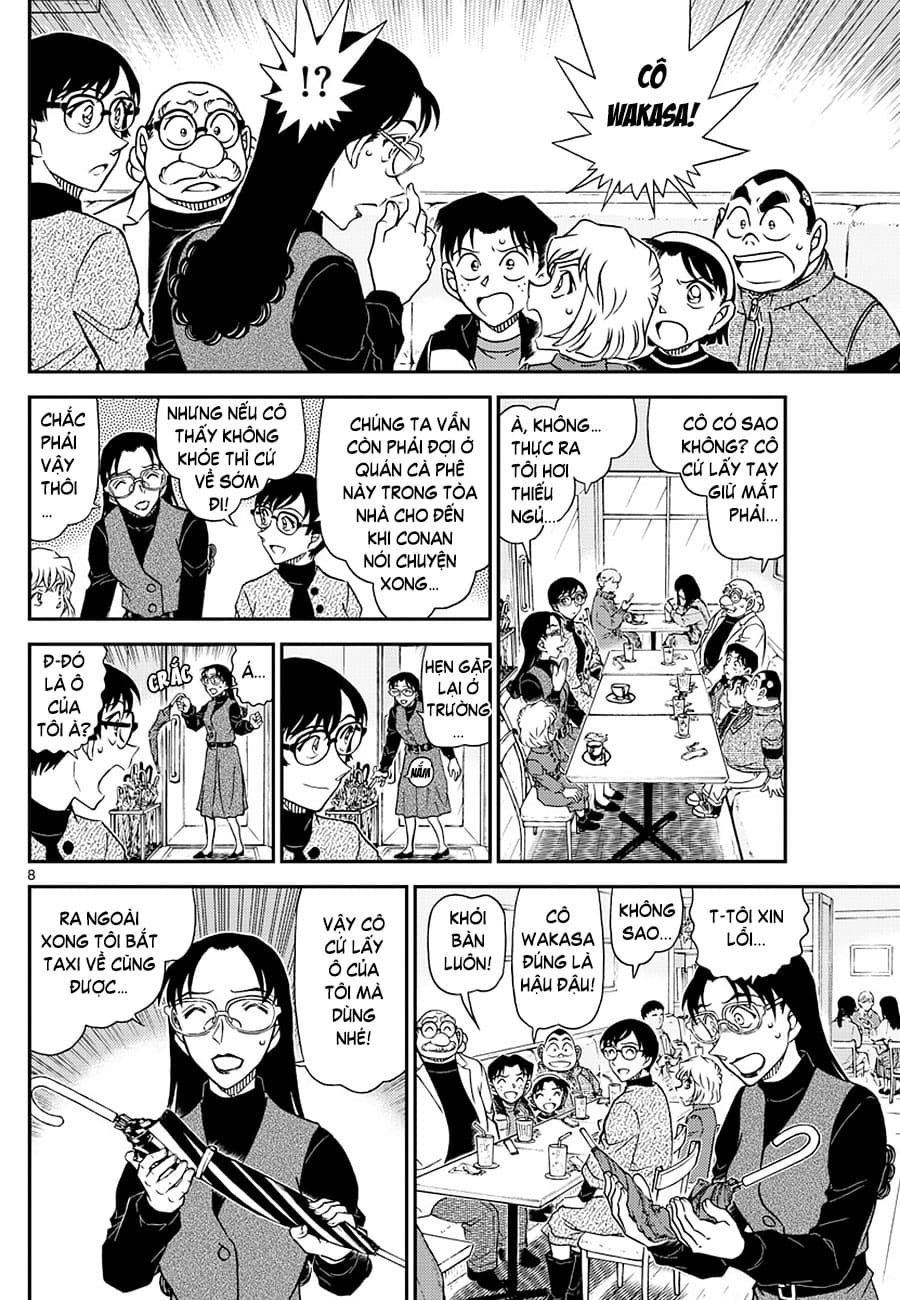 CÔ
WAKASA!
!?
CÔ CÓ SAO
KHÔNG? CÔ
CỨ LẤY TAY
GIỮ MẮT
PHẢI...
À, KHÔNG...
THỰC RA
TÔI HƠI
THIẾU
NGỦ...
CHÚNG TA VẪN
CÒN PHẢI ĐỢI Ở
QUÁN CÀ PHÊ
NÀY TRONG TÒA
NHÀ CHO ĐẾN
KHI CONAN
NÓI CHUYỆN
XONG...
NHƯNG NẾU CÔ
THẤY KHÔNG
KHỎE THÌ CỨ
VỀ SỚM
ĐI!
CHẮC
PHẢI
VẬY
THÔI
...
HẸN GẶP
LẠI Ở
TRƯỜNG
...
NẮM
Á...
CRẮC
Đ-ĐÓ
LÀ Ô
CỦA
TÔI À?
8
T-TÔI XIN
LỖI...
KHÔNG
SAO...
CÔ
WAKASA
ĐÚNG LÀ
HẬU ĐẬU!
KHỎI
BÀN
LUÔN!
VẬY CÔ
CỨ LẤY
Ô CỦA
TÔI MÀ
DÙNG
NHÉ!
RA NGOÀI
XONG TÔI BẮT
TAXI VỀ CŨNG
ĐƯỢC...